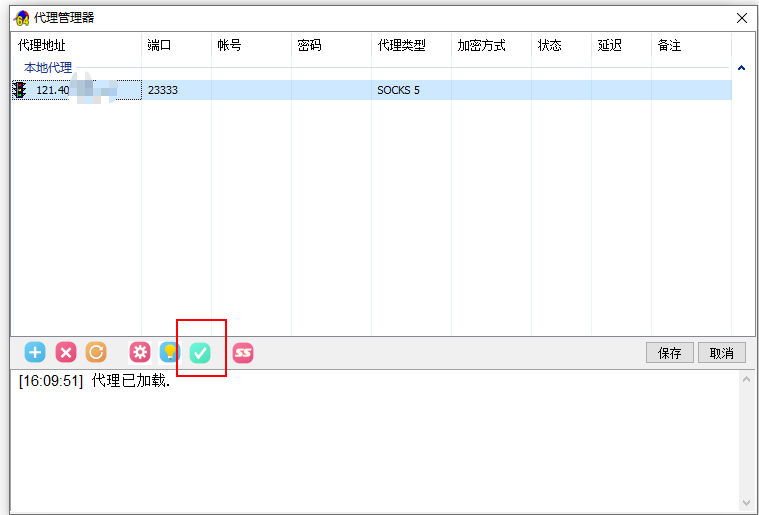 代理管理器
代理地址 端口 帐号 密码 代理类型 加密方式 状态 延迟 备注
本地代理
121.40 23333 SOCKS 5
SS 保存 取消
[16:09:51] 代理已加载.